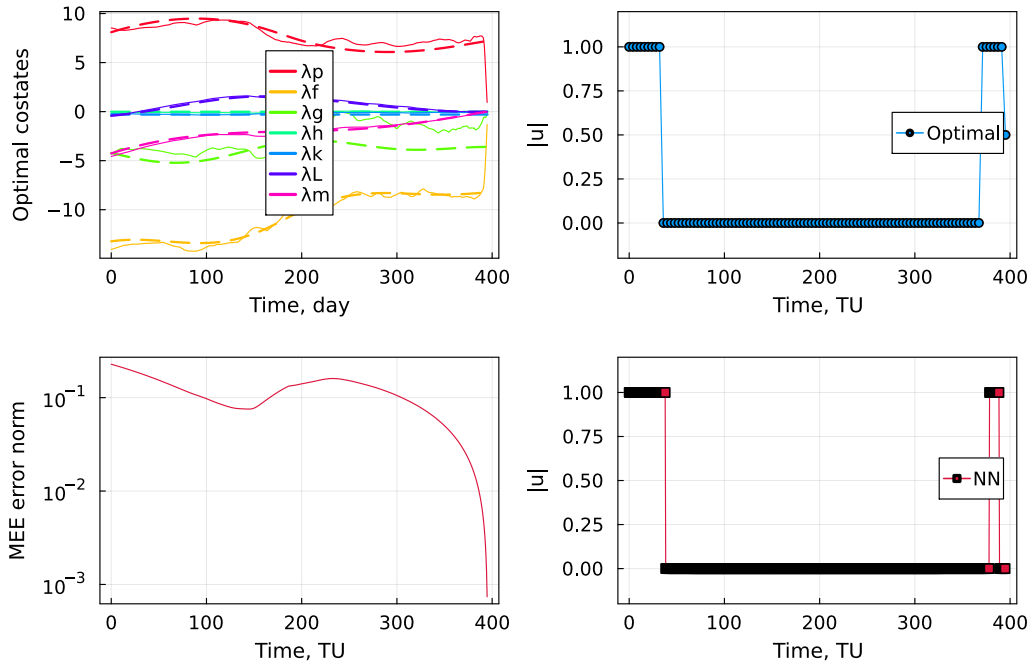 Optimal costates
10
5
0
−5
−10
λp
λf
λg
λh
λk
λL
λm
0 100 200 300 400
Time, day
|u|
1.00
0.75
0.50
0.25
0.00
Optimal
0 100 200 300 400
Time, TU
MEE error norm
10⁻¹
10⁻²
10⁻³
0 100 200 300 400
Time, TU
|u|
1.00
0.75
0.50
0.25
0.00
NN
0 100 200 300 400
Time, TU